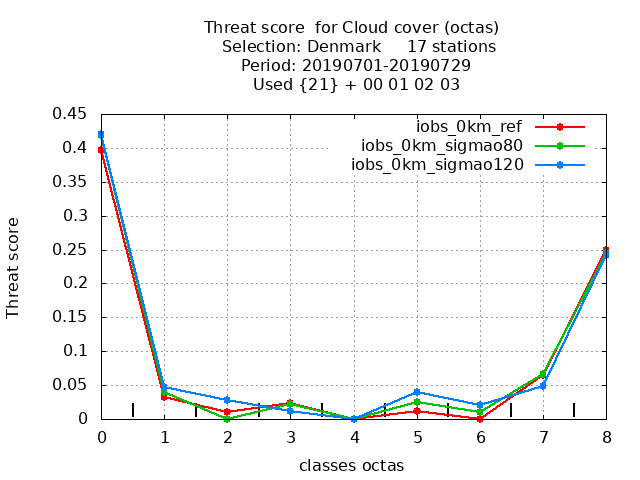 Threat score  for Cloud cover (octas)
Selection: Denmark     17 stations
Period: 20190701-20190729
Used {21} + 00 01 02 03
iobs_0km_ref
iobs_0km_sigmao80
iobs_0km_sigmao120
0.45
0.4
0.35
0.3
0.25
0.2
0.15
0.1
0.05
0
Threat score
0 1 2 3 4 5 6 7 8
classes octas